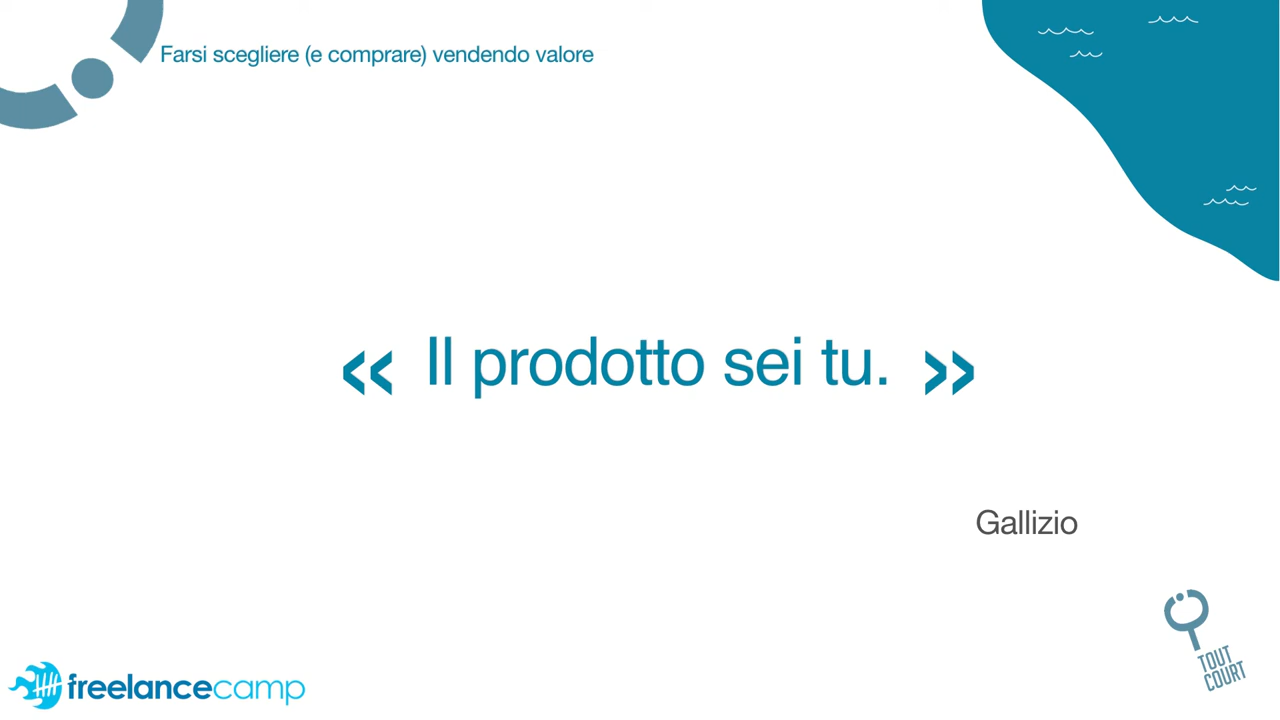 Farsi scegliere (e comprare) vendendo valore
« Il prodotto sei tu. »
Gallizio
TOUT
COURT
freelancecamp